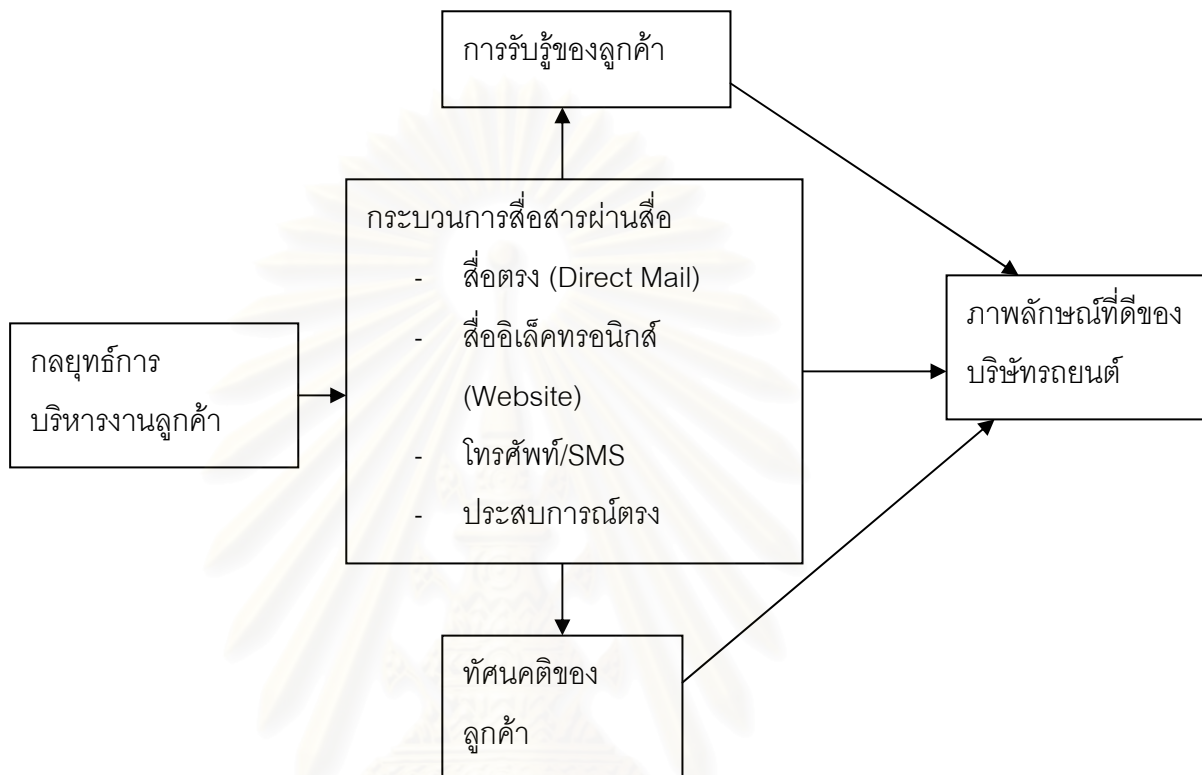 การรับรู้ของลูกค้า
กระบวนการสื่อสารผ่านสื่อ
- สื่อตรง (Direct Mail)
- สื่ออิเล็คทรอนิกส์
(Website)
- โทรศัพท์/SMS
- ประสบการณ์ตรง
กลยุทธ์การ
บริหารงานลูกค้า
ภาพลักษณ์ที่ดีของ
บริษัทรถยนต์
ทัศนคติของ
ลูกค้า